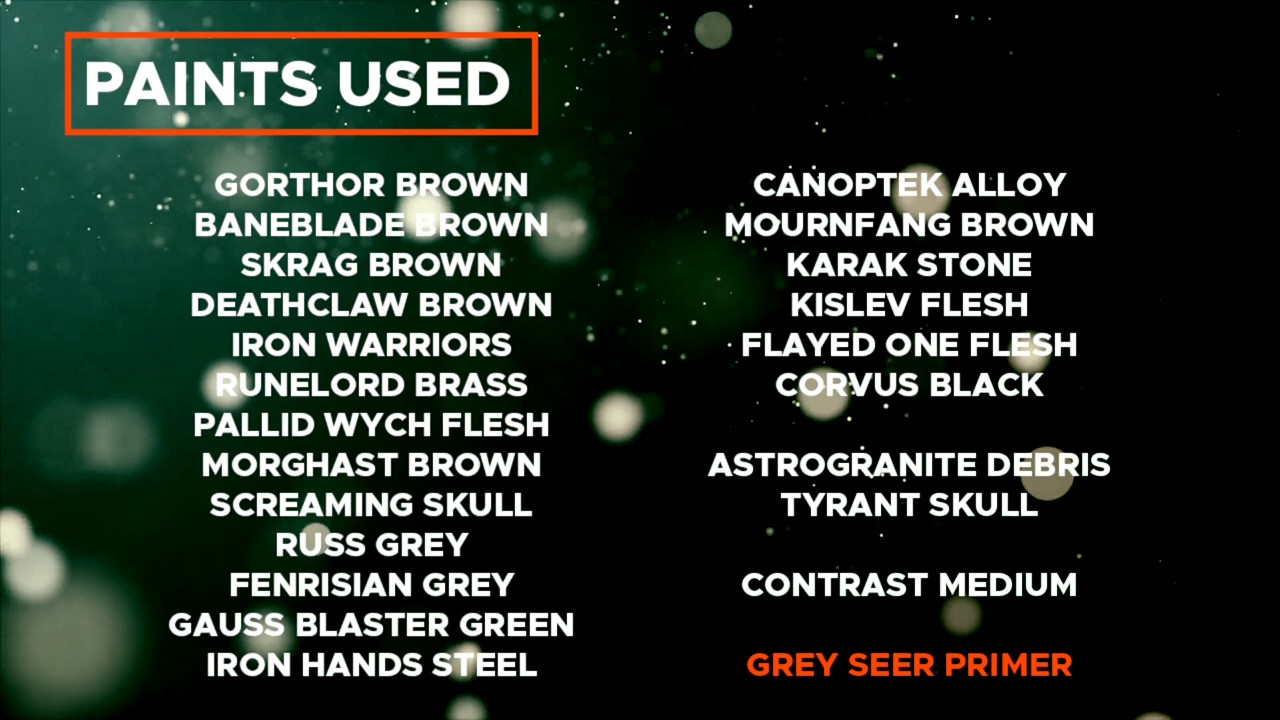 PAINTS USED
GORTHOR BROWN
BANEBLADE BROWN
SKRAG BROWN
DEATHCLAW BROWN
IRON WARRIORS
RUNELORD BRASS
PALLID WYCH FLESH
MORGHAST BROWN
SCREAMING SKULL
RUSS GREY
FENRISIAN GREY
GAUSS BLASTER GREEN
IRON HANDS STEEL
CANOPTEK ALLOY
MOURNFANG BROWN
KARAK STONE
KISLEV FLESH
FLAYED ONE FLESH
CORVUS BLACK
ASTROGRANITE DEBRIS
TYRANT SKULL
CONTRAST MEDIUM
GREY SEER PRIMER